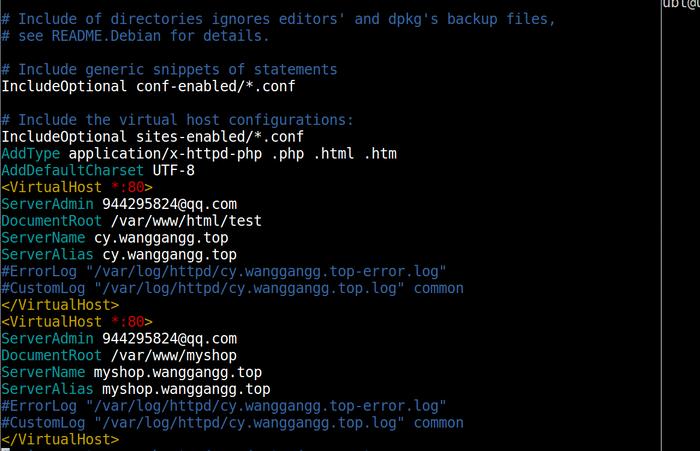 # Include of directories ignores editors' and dpkg's backup files,
# see README.Debian for details.
# Include generic snippets of statements
IncludeOptional conf-enabled/*.conf
# Include the virtual host configurations:
IncludeOptional sites-enabled/*.conf
AddType application/x-httpd-php .php .html .htm
AddDefaultCharset UTF-8
<VirtualHost *:80>
ServerAdmin 944295824@qq.com
DocumentRoot /var/www/html/test
ServerName cy.wanggangg.top
ServerAlias cy.wanggangg.top
#ErrorLog "/var/log/httpd/cy.wanggangg.top-error.log"
#CustomLog "/var/log/httpd/cy.wanggangg.top.log" common
</VirtualHost>
<VirtualHost *:80>
ServerAdmin 944295824@qq.com
DocumentRoot /var/www/myshop
ServerName myshop.wanggangg.top
ServerAlias myshop.wanggangg.top
#ErrorLog "/var/log/httpd/cy.wanggangg.top-error.log"
#CustomLog "/var/log/httpd/cy.wanggangg.top.log" common
</VirtualHost>